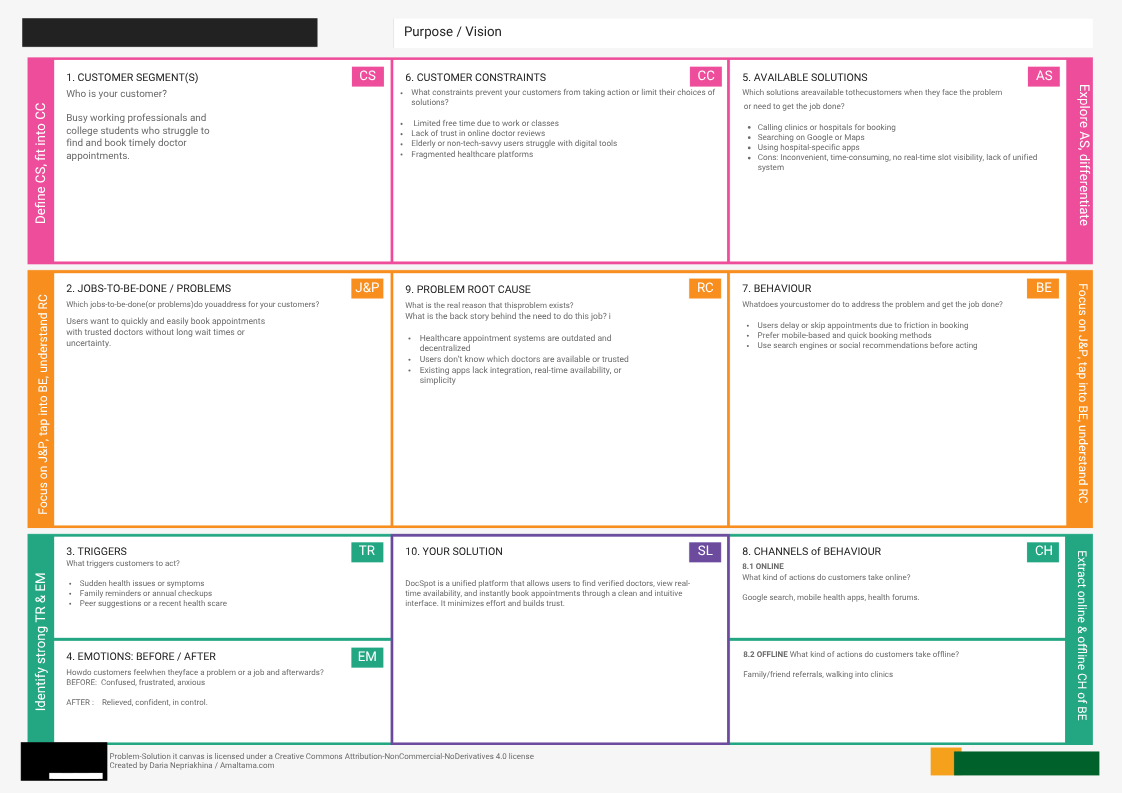 Purpose / Vision
Define CS, fit into CC
1. CUSTOMER SEGMENT(S)
CS
Who is your customer?
Busy working professionals and
college students who struggle to
find and book timely doctor
appointments.
6. CUSTOMER CONSTRAINTS
CC
• What constraints prevent your customers from taking action or limit their choices of
solutions?
• Limited free time due to work or classes
• Lack of trust in online doctor reviews
• Elderly or non-tech-savvy users struggle with digital tools
• Fragmented healthcare platforms
5. AVAILABLE SOLUTIONS
AS
Which solutions areavailable tothecustomers when they face the problem
or need to get the job done?
• Calling clinics or hospitals for booking
• Searching on Google or Maps
• Using hospital-specific apps
• Cons: Inconvenient, time-consuming, no real-time slot visibility, lack of unified
system
Explore AS, differentiate
Focus on J&P, tap into BE, understand RC
2. JOBS-TO-BE-DONE / PROBLEMS
J&P
Which jobs-to-be-done(or problems)do youaddress for your customers?
Users want to quickly and easily book appointments
with trusted doctors without long wait times or
uncertainty.
9. PROBLEM ROOT CAUSE
RC
What is the real reason that thisproblem exists?
What is the back story behind the need to do this job? i
• Healthcare appointment systems are outdated and
decentralized
• Users don't know which doctors are available or trusted
• Existing apps lack integration, real-time availability, or
simplicity
7. BEHAVIOUR
BE
Whatdoes yourcustomer do to address the problem and get the job done?
• Users delay or skip appointments due to friction in booking
• Prefer mobile-based and quick booking methods
• Use search engines or social recommendations before acting
Focus on J&P, tap into BE, understand RC
Identify strong TR & EM
3. TRIGGERS
TR
What triggers customers to act?
• Sudden health issues or symptoms
• Family reminders or annual checkups
• Peer suggestions or a recent health scare
4. EMOTIONS: BEFORE / AFTER
EM
Howdo customers feelwhen theyface a problem or a job and afterwards?
BEFORE: Confused, frustrated, anxious
AFTER : Relieved, confident, in control.
10. YOUR SOLUTION
SL
DocSpot is a unified platform that allows users to find verified doctors, view real-
time availability, and instantly book appointments through a clean and intuitive
interface. It minimizes effort and builds trust.
8. CHANNELS of BEHAVIOUR
CH
8.1 ONLINE
What kind of actions do customers take online?
Google search, mobile health apps, health forums.
8.2 OFFLINE What kind of actions do customers take offline?
Family/friend referrals, walking into clinics
Extract online & offline CH of BE
Problem-Solution it canvas is licensed under a Creative Commons Attribution-NonCommercial-NoDerivatives 4.0 license
Created by Daria Nepriakhina / Amaltama.com